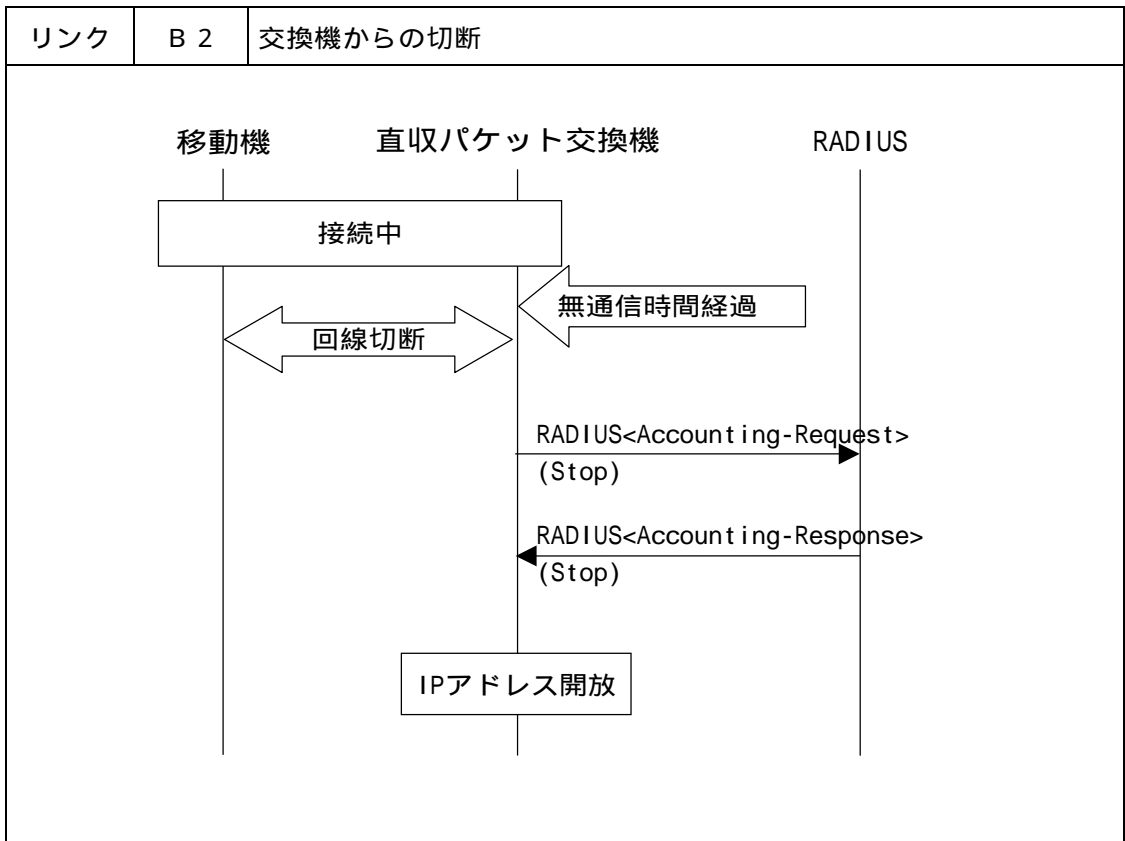 リンク
Ｂ２
交換機からの切断
移動機
直収パケット交換機
RADIUS
接続中
無通信時間経過
回線切断
RADIUS<Accounting-Request>
(Stop)
RADIUS<Accounting-Response>
(Stop)
IPアドレス開放